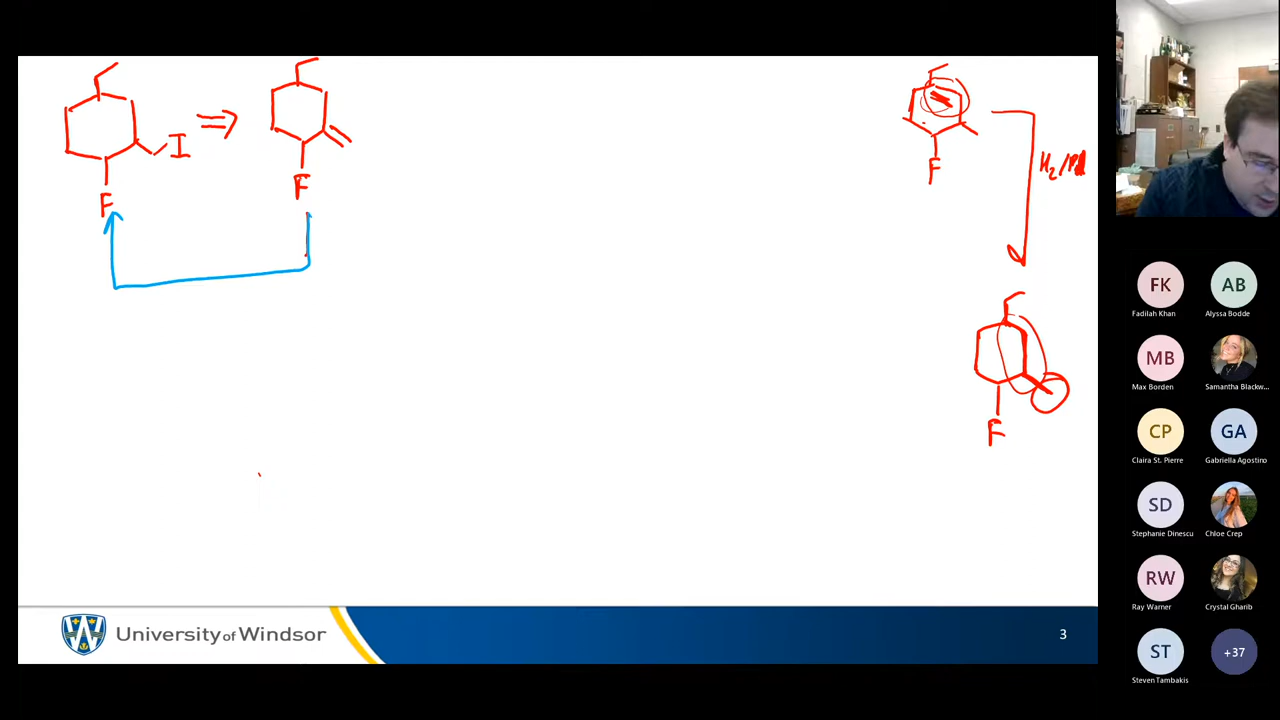 I
F
F
F
H2/Pd
F
University of Windsor
3
FK
Fadilah Khan
AB
Alyssa Bodde
MB
Max Borden
Samantha Blackw...
CP
Claira St. Pierre
GA
Gabriella Agostino
SD
Stephanie Dinescu
Chloe Crep
RW
Ray Warner
Crystal Gharib
ST
Steven Tambakis
+37